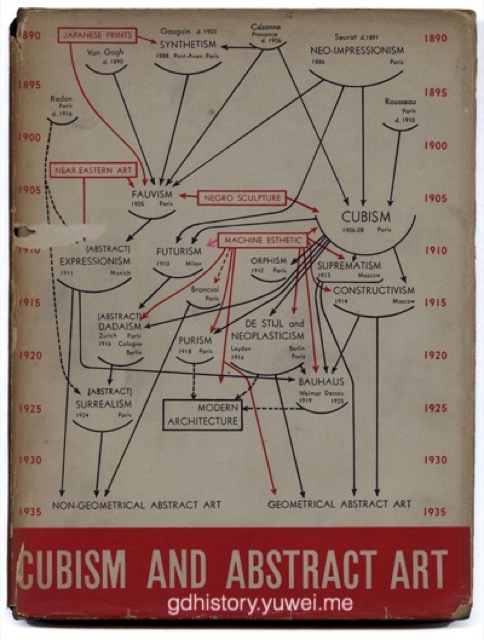 1890 JAPANESE PRINTS Gauguin d. 1903 Cézanne Provence d. 1906 Seurat d. 1891 1890
Van Gogh d. 1890 SYNTHETISM 1888 Pont-Aven, Paris NEO-IMPRESSIONISM 1886 Paris
1895 1895
Redon Paris d. 1916 Rousseau Paris d. 1910
1900 1900
NEAR-EASTERN ART
1905 FAUVISM 1905 Paris NEGRO SCULPTURE 1905
CUBISM 1906-08 Paris
MACHINE ESTHETIC
1910 (ABSTRACT) EXPRESSIONISM 1911 Munich FUTURISM 1910 Milan ORPHISM 1912 Paris SUPREMATISM 1913 Moscow 1910
Brancusi Paris CONSTRUCTIVISM 1914 Moscow
1915 1915
(ABSTRACT) DADAISM Zurich Paris 1916 Cologne Berlin PURISM 1918 Paris DE STIJL and NEOPLASTICISM Leyden Berlin 1916 Paris
1920 1920
BAUHAUS Weimar Dessau 1919 1925
(ABSTRACT) SURREALISM 1924 Paris MODERN ARCHITECTURE
1925 1925
1930 1930
NON-GEOMETRICAL ABSTRACT ART GEOMETRICAL ABSTRACT ART
1935 1935
CUBISM AND ABSTRACT ART
gdhistory.yuwei.me